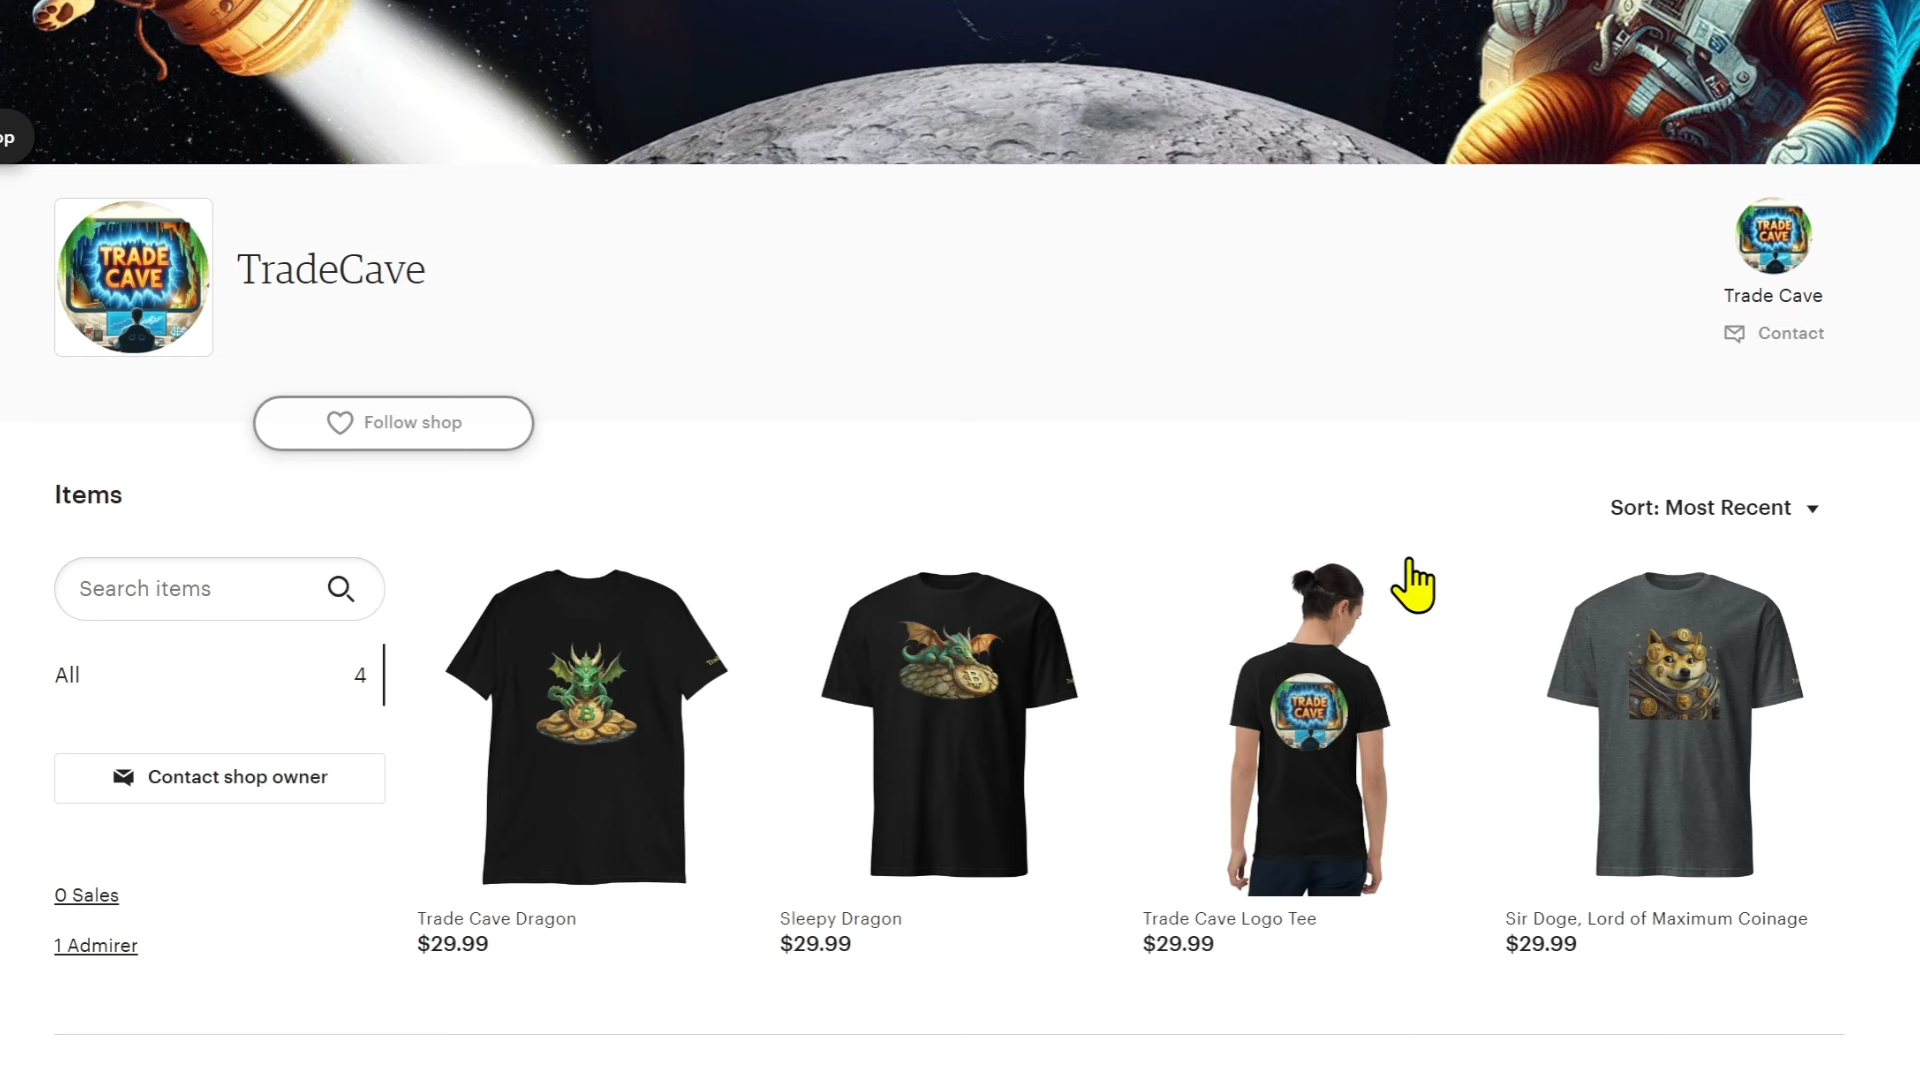 op
TRADE
CAVE
TradeCave
TRADE
CAVE
Trade Cave
Contact
Follow shop
Items
Sort: Most Recent
Search items
All 4
Contact shop owner
TRADE
CAVE
0 Sales
1 Admirer
Trade Cave Dragon
$29.99
Sleepy Dragon
$29.99
Trade Cave Logo Tee
$29.99
Sir Doge, Lord of Maximum Coinage
$29.99